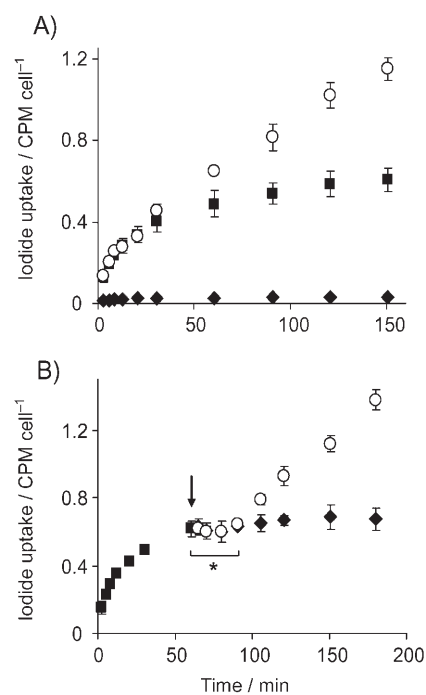 A)
Iodide uptake / CPM cell⁻¹
1.2
0.8
0.4
0
0 50 100 150
B)
Iodide uptake / CPM cell⁻¹
1.2
0.8
0.4
0
*
0 50 100 150 200
Time / min